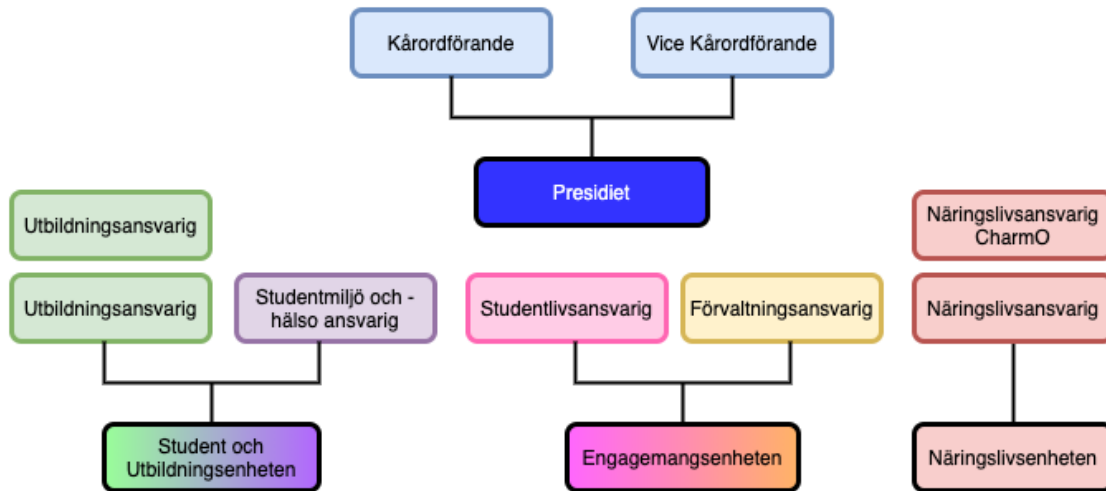 Kårordförande
Vice Kårordförande
Presidiet
Utbildningsansvarig
Näringslivsansvarig
CharmO
Utbildningsansvarig
Studentmiljö och -
hälso ansvarig
Studentlivsansvarig
Förvaltningsansvarig
Näringslivsansvarig
Student och
Utbildningsenheten
Engagemangsenheten
Näringslivsenheten